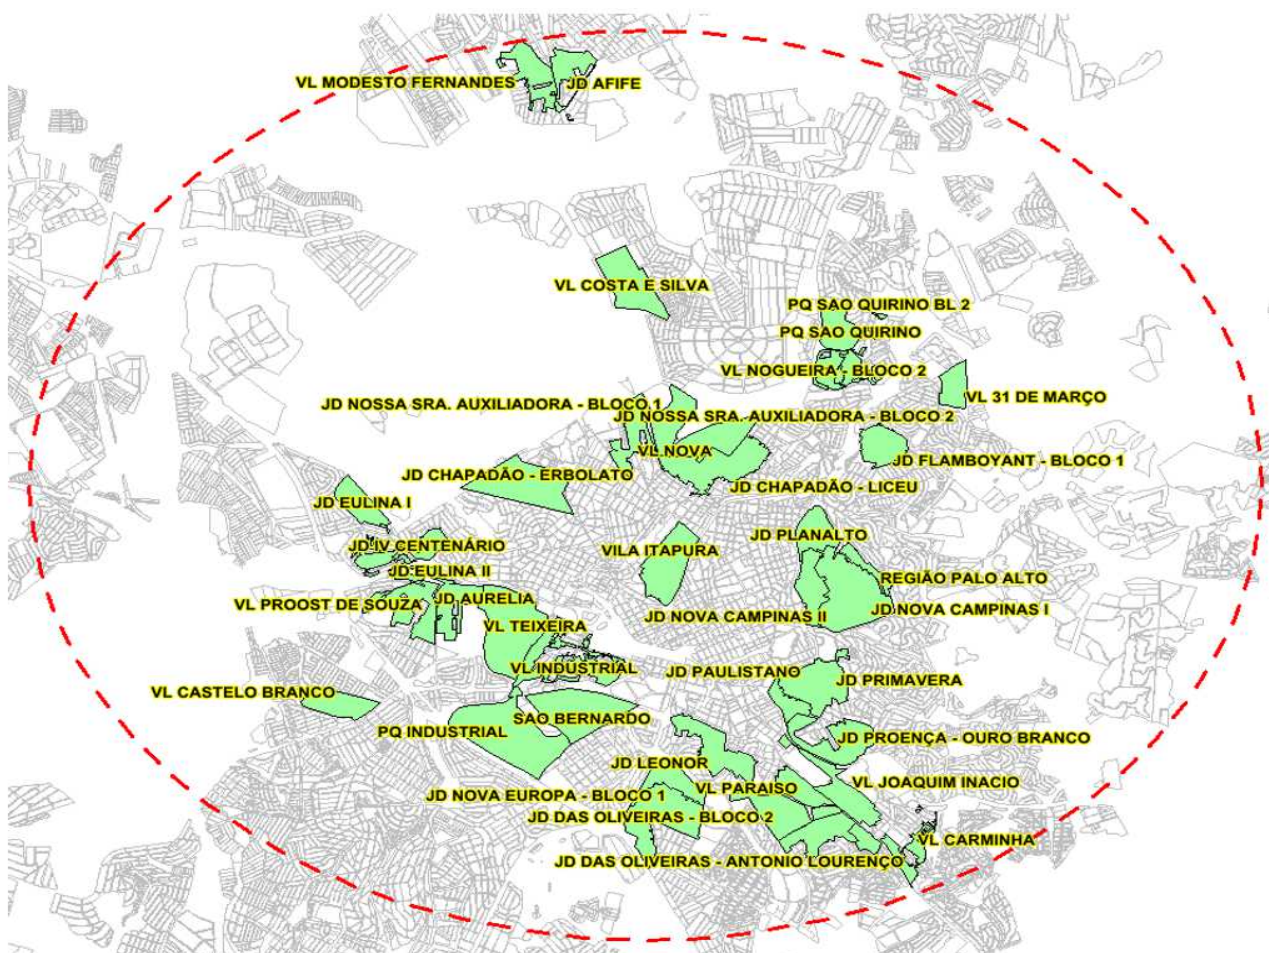 VL MODESTO FERNANDES
JD AFIFE
VL COSTA E SILVA
PQ SAO QUIRINO BL 2
PQ SAO QUIRINO
VL NOGUEIRA - BLOCO 2
VL 31 DE MARÇO
JD NOSSA SRA. AUXILIADORA - BLOCO 1
JD NOSSA SRA. AUXILIADORA - BLOCO 2
VL NOVA
JD FLAMBOYANT - BLOCO 1
JD CHAPADÃO - ERBOLATO
JD CHAPADÃO - LICEU
JD EULINA I
JD PLANALTO
JD IV CENTENÁRIO
VILA ITAPURA
JD EULINA II
REGIÃO PALO ALTO
VL PROOST DE SOUZA
JD AURELIA
JD NOVA CAMPINAS II
JD NOVA CAMPINAS I
VL TEIXEIRA
VL INDUSTRIAL
JD PAULISTANO
JD PRIMAVERA
VL CASTELO BRANCO
SAO BERNARDO
PQ INDUSTRIAL
JD PROENÇA - OURO BRANCO
JD LEONOR
VL JOAQUIM INACIO
VL PARAISO
JD NOVA EUROPA - BLOCO 1
JD DAS OLIVEIRAS - BLOCO 2
VL CARMINHA
JD DAS OLIVEIRAS - ANTONIO LOURENÇO